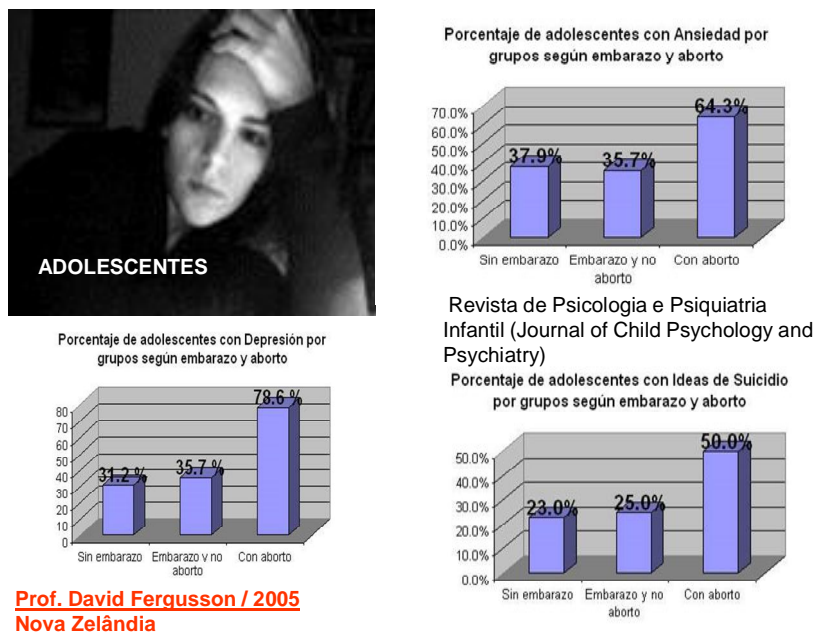 ADOLESCENTES
Porcentaje de adolescentes con Ansiedad por
grupos según embarazo y aborto
70.0%
60.0%
50.0%
40.0%
30.0%
20.0%
10.0%
0.0%
37.9%
35.7%
64.3%
Sin embarazo
Embarazo y no
aborto
Con aborto
Revista de Psicologia e Psiquiatria
Infantil (Journal of Child Psychology and
Psychiatry)
Porcentaje de adolescentes con Depresión por
grupos según embarazo y aborto
80
70
60
50
40
30
20
10
0
31.2 %
35.7 %
78.6 %
Sin embarazo
Embarazo y no
aborto
Con aborto
Porcentaje de adolescentes con Ideas de Suicidio
por grupos según embarazo y aborto
50.0%
40.0%
30.0%
20.0%
10.0%
0.0%
23.0%
25.0%
50.0%
Sin embarazo
Embarazo y no
aborto
Con aborto
Prof. David Fergusson / 2005
Nova Zelândia